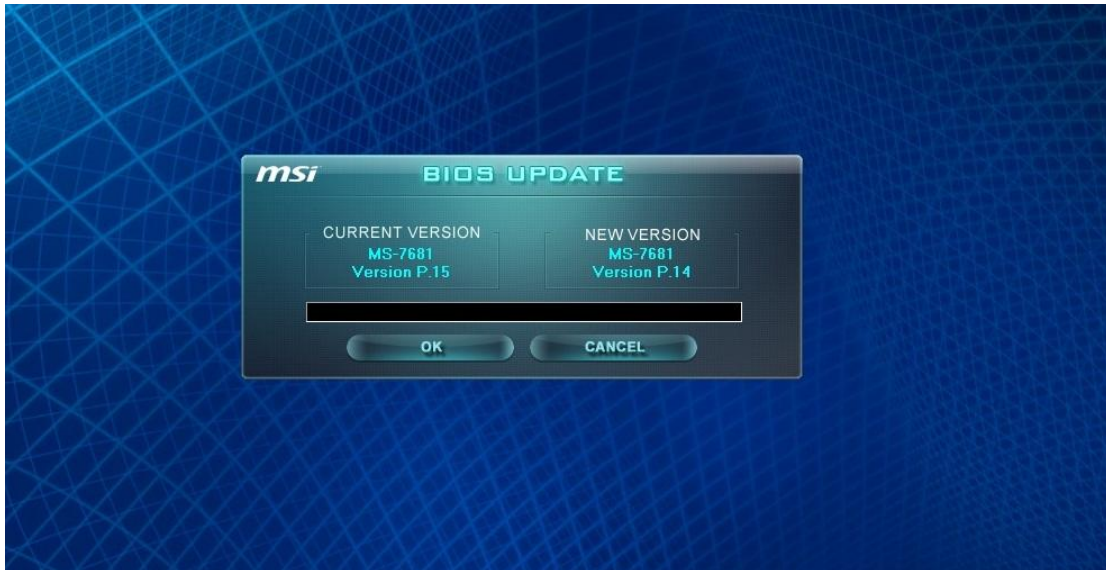 msi
BIOS UPDATE
CURRENT VERSION
MS-7681
Version P.15
NEW VERSION
MS-7681
Version P.14
OK
CANCEL